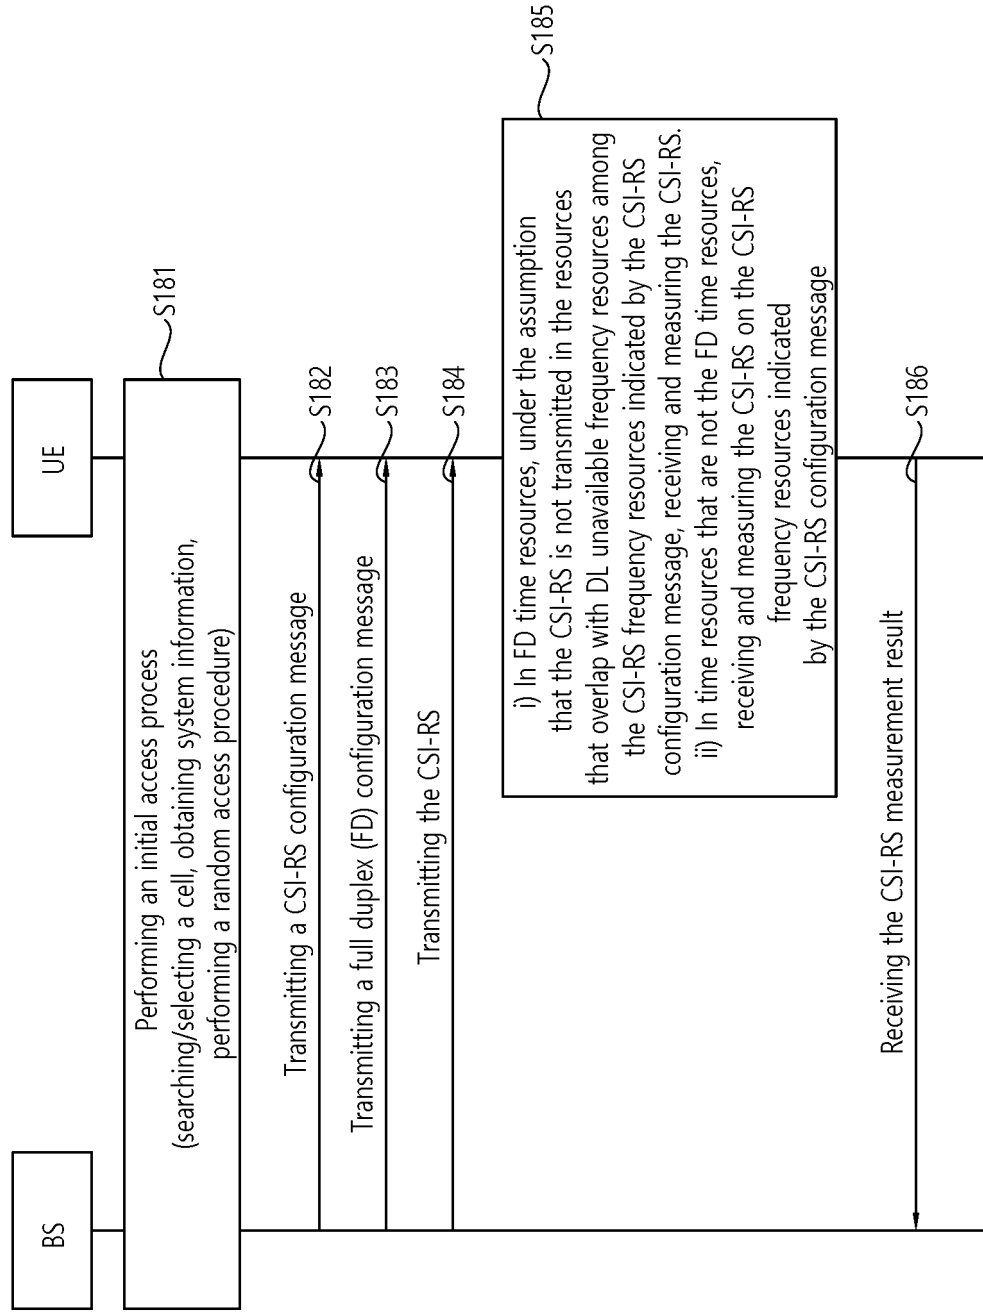 BS
UE
Performing an initial access process
(searching/selecting a cell, obtaining system information,
performing a random access procedure)
S181
Transmitting a CSI-RS configuration message
S182
Transmitting a full duplex (FD) configuration message
S183
Transmitting the CSI-RS
S184
i) In FD time resources, under the assumption
that the CSI-RS is not transmitted in the resources
that overlap with DL unavailable frequency resources among
the CSI-RS frequency resources indicated by the CSI-RS
configuration message, receiving and measuring the CSI-RS.
ii) In time resources that are not the FD time resources,
receiving and measuring the CSI-RS on the CSI-RS
frequency resources indicated
by the CSI-RS configuration message
S185
Receiving the CSI-RS measurement result
S186